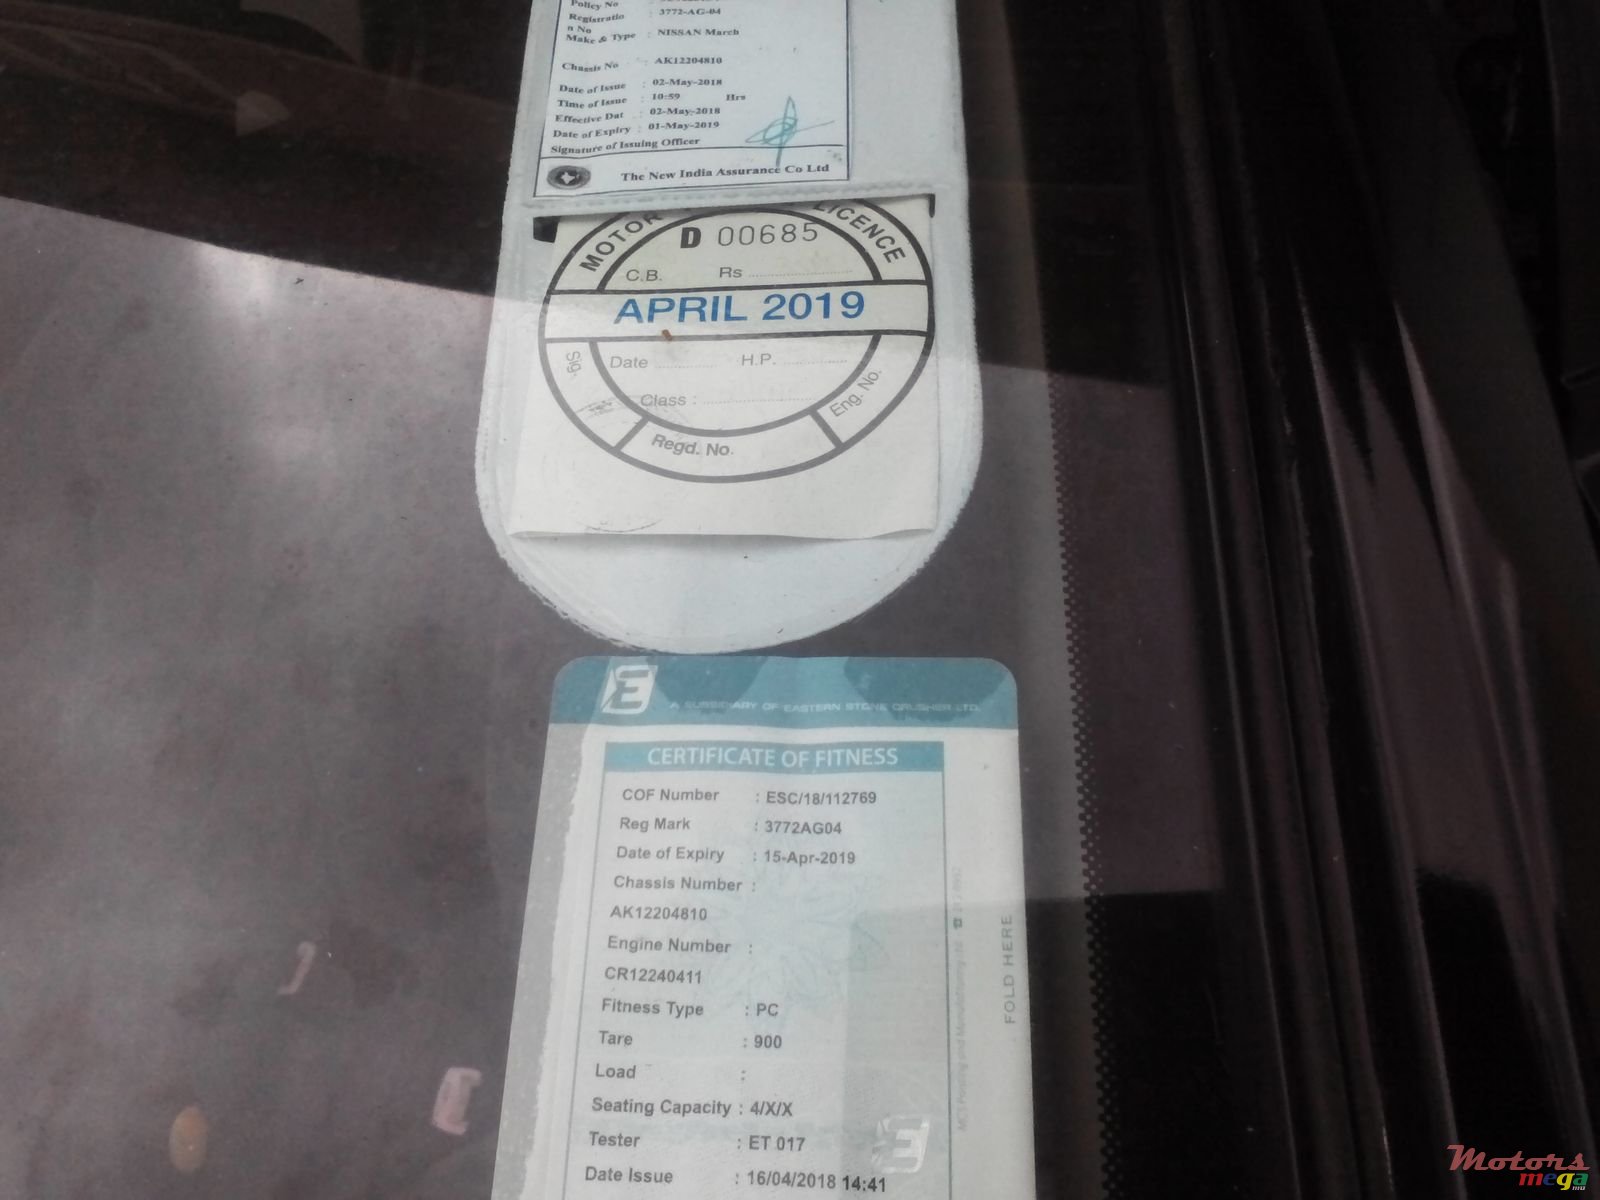 Policy No :
Registratio : 3772-AG-04
n No
Make & Type : NISSAN March
Chassis No : AK12204810
Date of Issue : 02-May-2018
Time of Issue : 10:59 Hrs
Effective Dat : 02-May-2018
Date of Expiry : 01-May-2019
Signature of Issuing Officer
The New India Assurance Co Ltd
MOTOR LICENCE
D 00685
C.B. Rs
APRIL 2019
Date H.P.
Sig.
Class :
Eng. No.
Regd. No.
E
A SUBSIDIARY OF EASTERN STONE CRUSHER LTD.
CERTIFICATE OF FITNESS
COF Number : ESC/18/112769
Reg Mark : 3772AG04
Date of Expiry : 15-Apr-2019
Chassis Number :
AK12204810
Engine Number :
CR12240411
Fitness Type : PC
Tare : 900
Load :
Seating Capacity : 4/X/X
Tester : ET 017
Date Issue : 16/04/2018 14:41
E
FOLD HERE
Motors
mega.mu